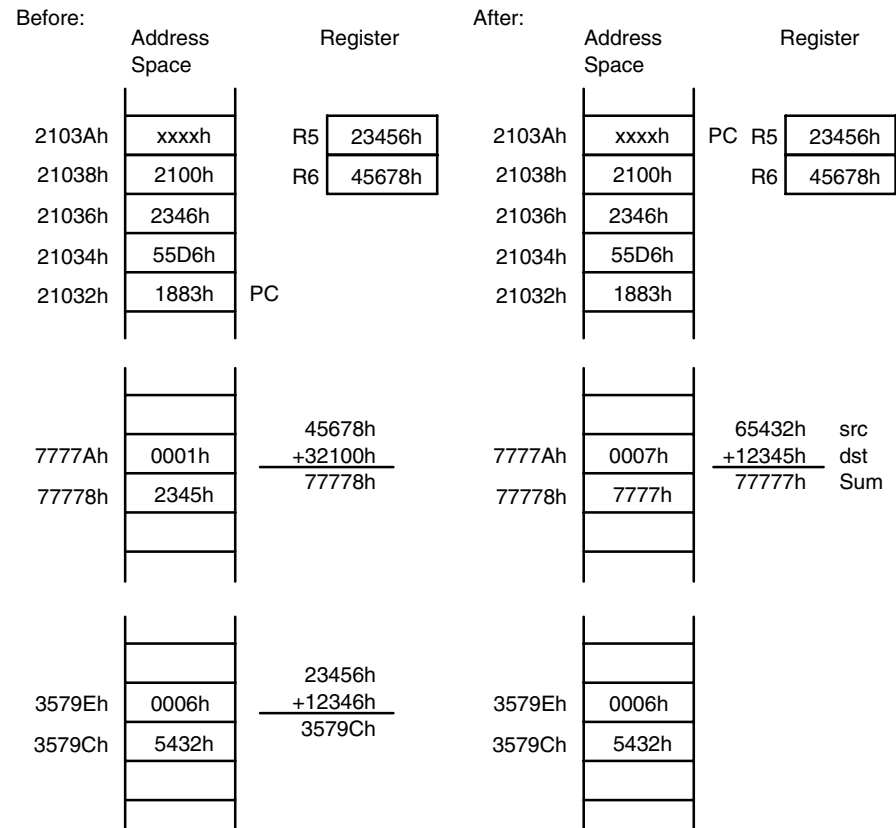 Before: After:
Address Space Register Address Space Register
2103Ah xxxxh R5 23456h 2103Ah xxxxh PC R5 23456h
21038h 2100h R6 45678h 21038h 2100h R6 45678h
21036h 2346h 21036h 2346h
21034h 55D6h 21034h 55D6h
21032h 1883h PC 21032h 1883h
45678h 65432h src
7777Ah 0001h +32100h 7777Ah 0007h +12345h dst
77778h 2345h 77778h 77778h 7777h 77777h Sum
23456h
3579Eh 0006h +12346h 3579Eh 0006h
3579Ch 5432h 3579Ch 3579Ch 5432h